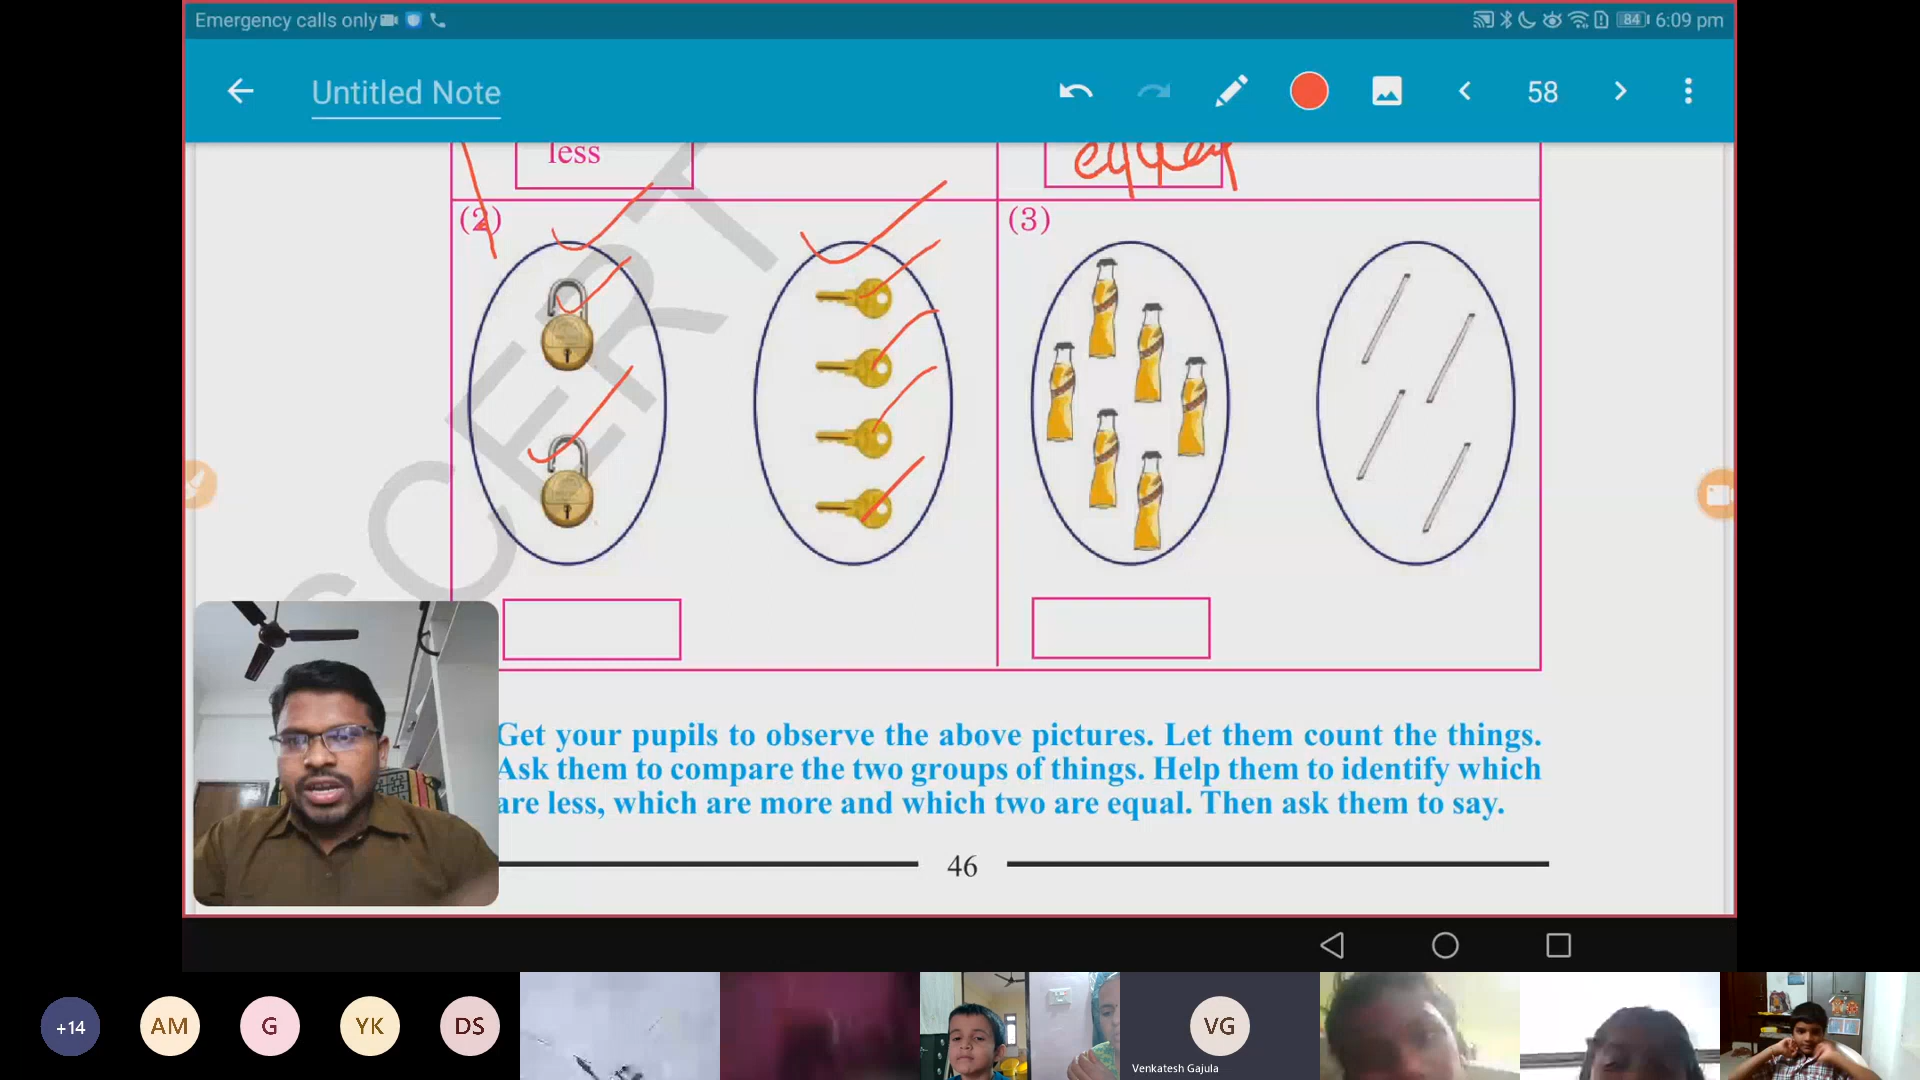 Emergency calls only
84 6:09 pm
Untitled Note
58
less
equal
(2)
(3)
SCERT
Get your pupils to observe the above pictures. Let them count the things.
Ask them to compare the two groups of things. Help them to identify which
are less, which are more and which two are equal. Then ask them to say.
46
+14
AM
G
YK
DS
VG
Venkatesh Gajula